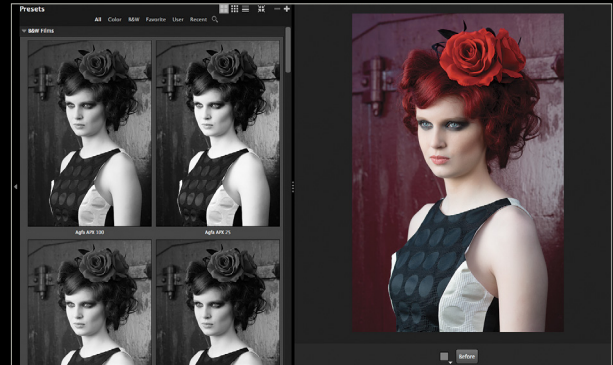 Presets
All Color B&W Favorite User Recent
B&W Films
Agfa APX 100
Agfa APX 25
Before